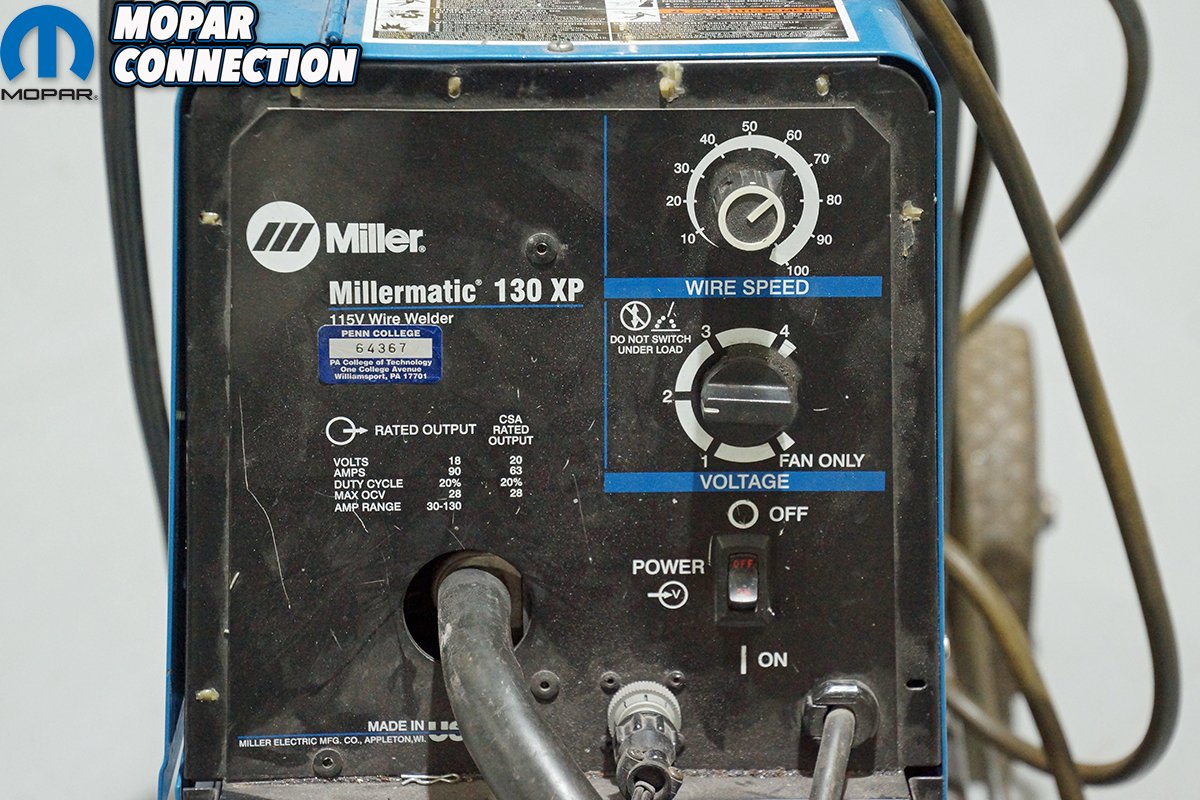 MOPAR
CONNECTION
MOPAR®
Miller®
Millermatic® 130 XP
115V Wire Welder
PENN COLLEGE
64367
PA College of Technology
One College Avenue
Williamsport, PA 17701
RATED OUTPUT
CSA
RATED
OUTPUT
VOLTS 18 20
AMPS 90 63
DUTY CYCLE 20% 20%
MAX OCV 28 28
AMP RANGE 30-130
10 20 30 40 50 60 70 80 90 100
WIRE SPEED
DO NOT SWITCH
UNDER LOAD
1 2 3 4
FAN ONLY
VOLTAGE
OFF
POWER
V
OFF
ON
MADE IN
MILLER ELECTRIC MFG. CO., APPLETON,WI.